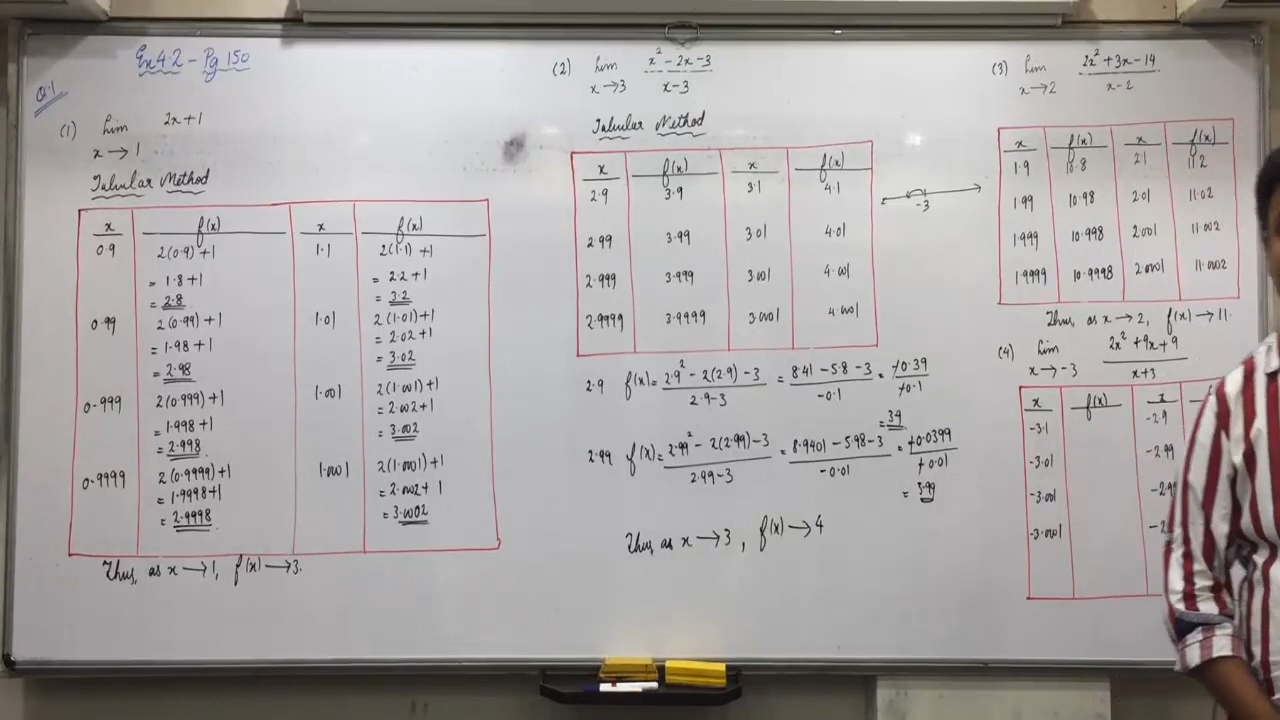 Ex 4.2 - Pg 150
Q.1
(1) Lim 2x+1
x → 1
Tabular Method
x f(x) x f(x)
0.9 2(0.9)+1 1.1 2(1.1)+1
= 1.8+1 = 2.2+1
= 2.8 = 3.2
0.99 2(0.99)+1 1.01 2(1.01)+1
= 1.98+1 = 2.02+1
= 2.98 = 3.02
0.999 2(0.999)+1 1.001 2(1.001)+1
= 1.998+1 = 2.002+1
= 2.998 = 3.002
0.9999 2(0.9999)+1 1.0001 2(1.0001)+1
= 1.9998+1 = 2.0002+1
= 2.9998 = 3.0002
Thus, as x → 1, f(x) → 3.
(2) Lim x² - 2x - 3
x → 3 x - 3
Tabular Method
x f(x) x f(x)
2.9 3.9 3.1 4.1
2.99 3.99 3.01 4.01
2.999 3.999 3.001 4.001
2.9999 3.9999 3.0001 4.0001
-3
2.9 f(x) = 2.9² - 2(2.9) - 3 = 8.41 - 5.8 - 3 = -0.39
2.9-3 -0.1 -0.1
= 39
2.99 f(x) = 2.99² - 2(2.99) - 3 = 8.9401 - 5.98 - 3 = -0.0399
2.99-3 -0.01 -0.01
= 3.99
Thus, as x → 3, f(x) → 4
(3) Lim 2x² + 3x - 14
x → 2 x - 2
x f(x) x f(x)
1.9 10.8 2.1 11.2
1.99 10.98 2.01 11.02
1.999 10.998 2.001 11.002
1.9999 10.9998 2.0001 11.0002
Thus, as x → 2, f(x) → 11.
(4) Lim 2x² + 9x + 9
x → -3 x+3
x f(x) x
-3.1 -2.9
-3.01 -2.99
-3.001 -2.99
-3.0001 -2